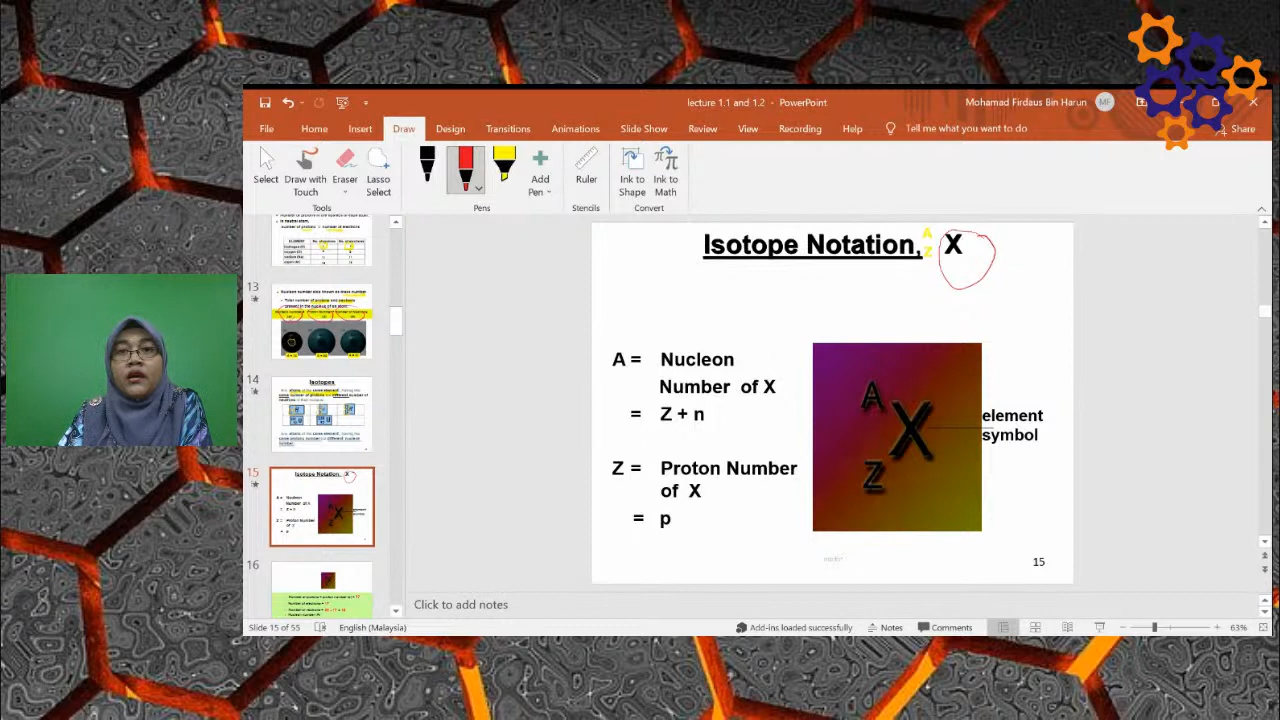 lecture 1.1 and 1.2 - PowerPoint
Mohamad Firdaus Bin Harun
MF
File Home Insert Draw Design Transitions Animations Slide Show Review View Recording Help Tell me what you want to do Share
Select
Draw with
Touch
Eraser
Lasso
Select
Add
Pen
Ruler
Ink to
Shape
Ink to
Math
Tools
Pens
Stencils
Convert
13
14
Isotopes
15
Isotope Notation, X
16
Isotope Notation, A Z X
A = Nucleon
Number of X
= Z + n
Z = Proton Number
of X
= p
A
X
Z
element
symbol
15
Click to add notes
Slide 15 of 55
English (Malaysia)
Add-ins loaded successfully
Notes
Comments
63%